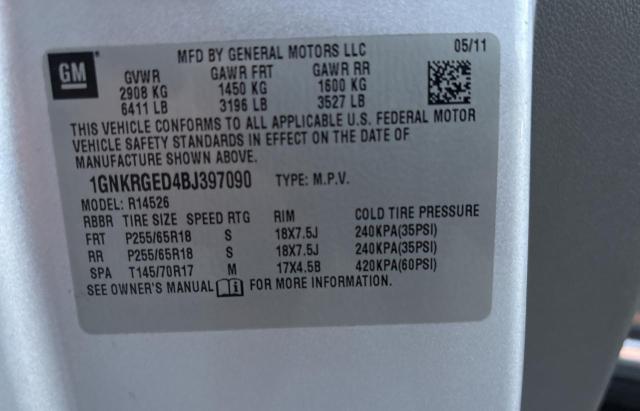 GM
MFD BY GENERAL MOTORS LLC 05/11
GVWR GAWR FRT GAWR RR
2908 KG 1450 KG 1600 KG
6411 LB 3196 LB 3527 LB
THIS VEHICLE CONFORMS TO ALL APPLICABLE U.S. FEDERAL MOTOR
VEHICLE SAFETY STANDARDS IN EFFECT ON THE DATE OF
MANUFACTURE SHOWN ABOVE.
1GNKRGED4BJ397090 TYPE: M.P.V.
MODEL: R14526
RBBR TIRE SIZE SPEED RTG RIM COLD TIRE PRESSURE
FRT P255/65R18 S 18X7.5J 240KPA(35PSI)
RR P255/65R18 S 18X7.5J 240KPA(35PSI)
SPA T145/70R17 M 17X4.5B 420KPA(60PSI)
SEE OWNER'S MANUAL i FOR MORE INFORMATION.